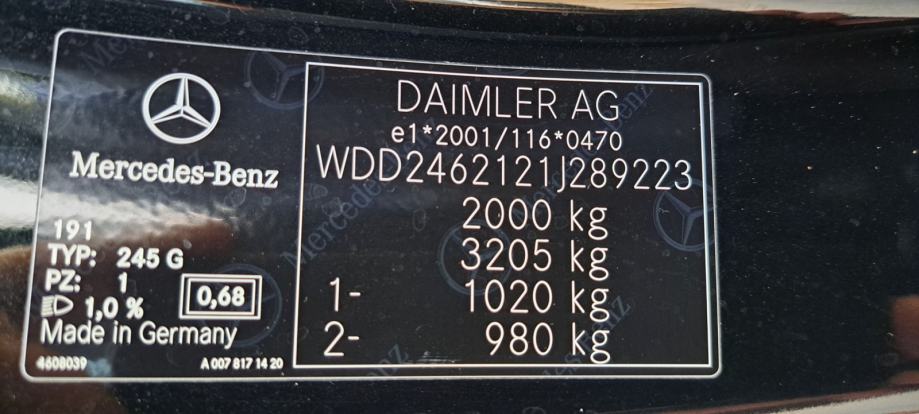 Mercedes-Benz
191
TYP: 245 G
PZ: 1
1,0 %
0,68
Made in Germany
4608039 A 007 817 14 20
DAIMLER AG
e1*2001/116*0470
WDD2462121J289223
2000 kg
3205 kg
1- 1020 kg
2- 980 kg